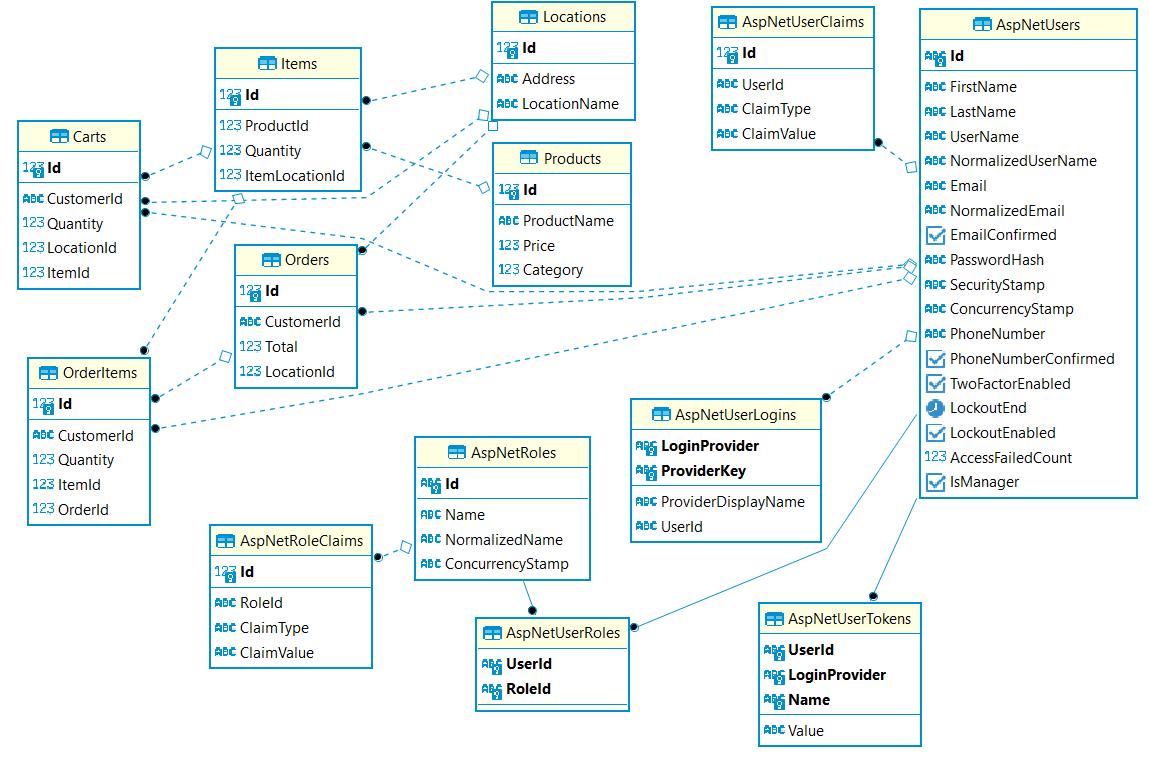 Locations
123 Id
ABC Address
ABC LocationName
AspNetUserClaims
123 Id
ABC UserId
ABC ClaimType
ABC ClaimValue
AspNetUsers
ABC Id
ABC FirstName
ABC LastName
ABC UserName
ABC NormalizedUserName
ABC Email
ABC NormalizedEmail
EmailConfirmed
ABC PasswordHash
ABC SecurityStamp
ABC ConcurrencyStamp
ABC PhoneNumber
PhoneNumberConfirmed
TwoFactorEnabled
LockoutEnd
LockoutEnabled
123 AccessFailedCount
IsManager
Items
123 Id
123 ProductId
123 Quantity
123 ItemLocationId
Carts
123 Id
ABC CustomerId
123 Quantity
123 LocationId
123 ItemId
Products
123 Id
ABC ProductName
123 Price
123 Category
Orders
123 Id
ABC CustomerId
123 Total
123 LocationId
OrderItems
123 Id
ABC CustomerId
123 Quantity
123 ItemId
123 OrderId
AspNetUserLogins
ABC LoginProvider
ABC ProviderKey
ABC ProviderDisplayName
ABC UserId
AspNetRoles
ABC Id
ABC Name
ABC NormalizedName
ABC ConcurrencyStamp
AspNetRoleClaims
123 Id
ABC RoleId
ABC ClaimType
ABC ClaimValue
AspNetUserRoles
ABC UserId
ABC RoleId
AspNetUserTokens
ABC UserId
ABC LoginProvider
ABC Name
ABC Value